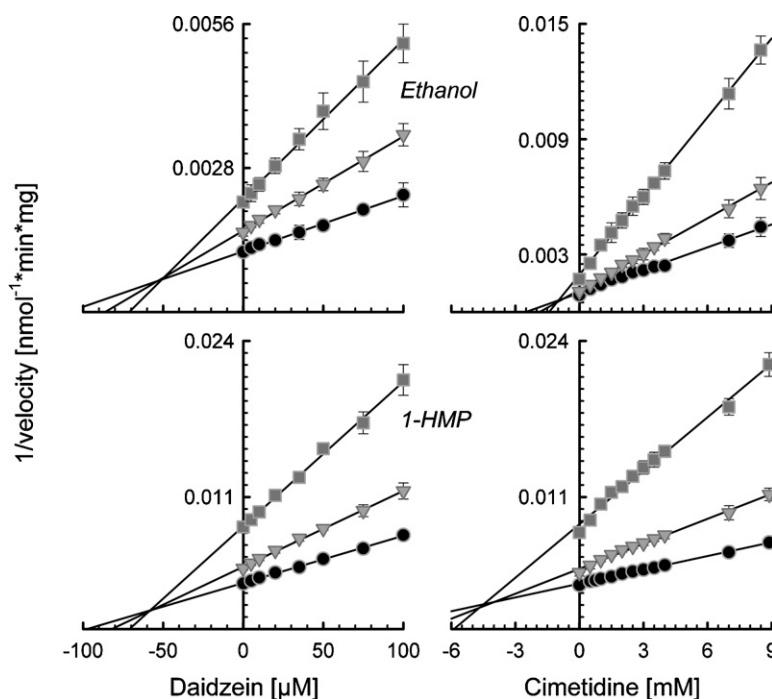 1/velocity [nmol⁻¹*min*mg]
0.0056
0.0028
Ethanol
0.015
0.009
0.003
0.024
0.011
1-HMP
-100 -50 0 50 100
Daidzein [µM]
0.024
0.011
-6 -3 0 3 6 9
Cimetidine [mM]